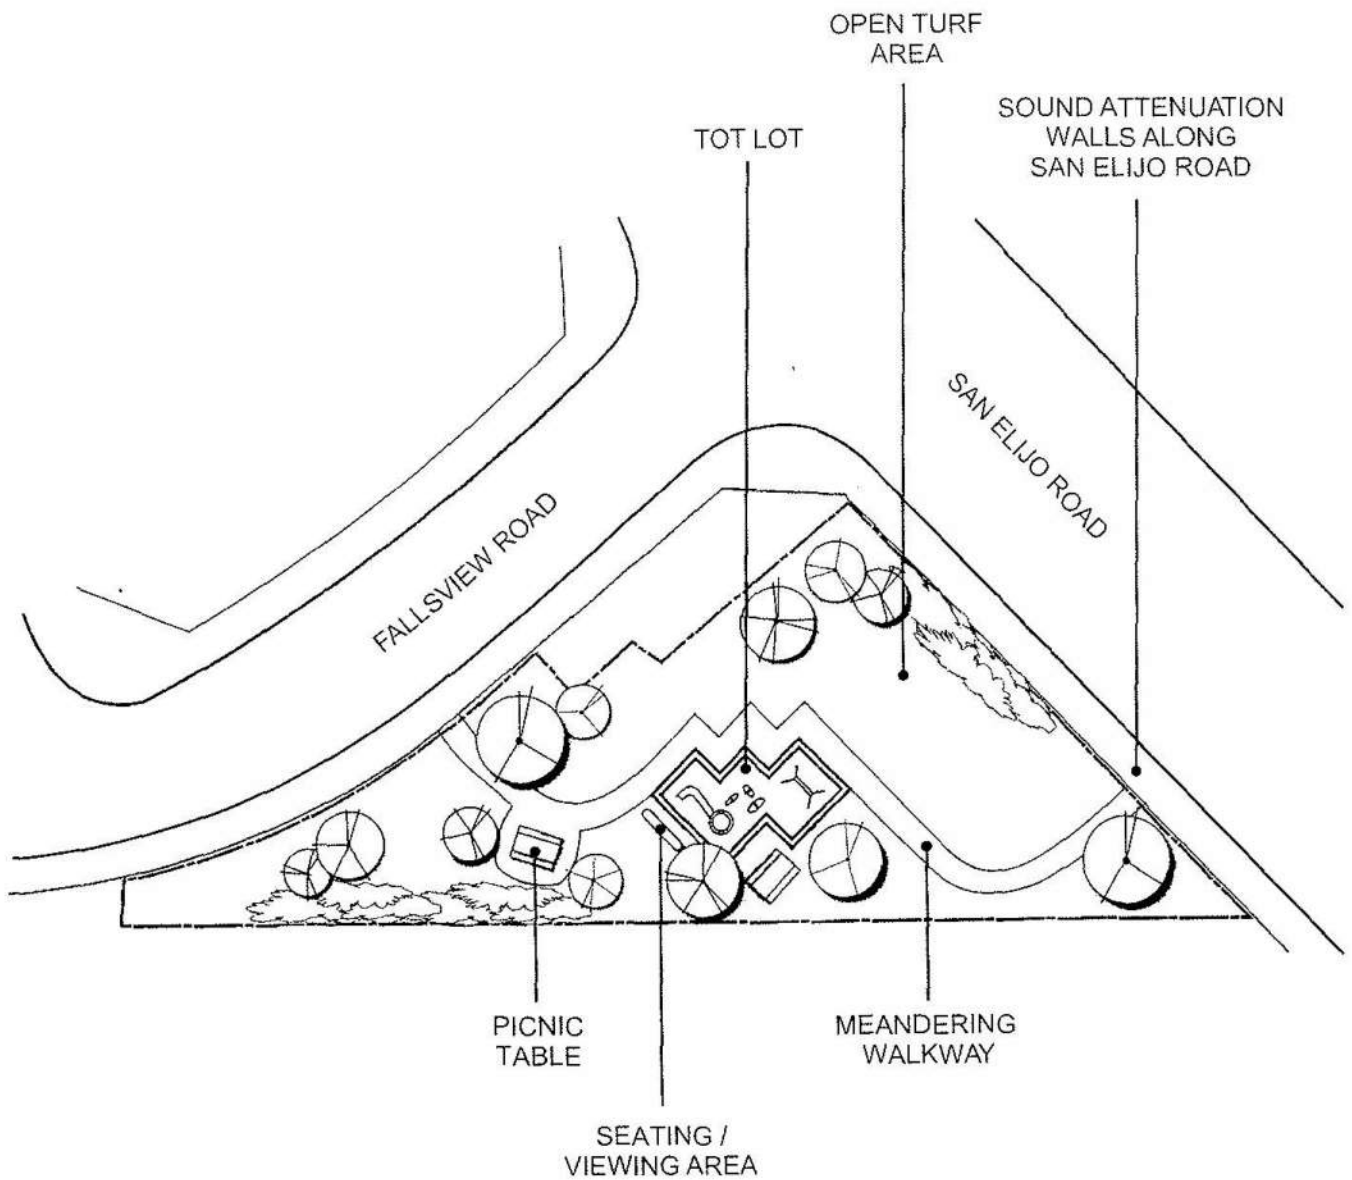 OPEN TURF
AREA
SOUND ATTENUATION
WALLS ALONG
SAN ELIJO ROAD
TOT LOT
SAN ELIJO ROAD
FALLSVIEW ROAD
PICNIC
TABLE
MEANDERING
WALKWAY
SEATING /
VIEWING AREA